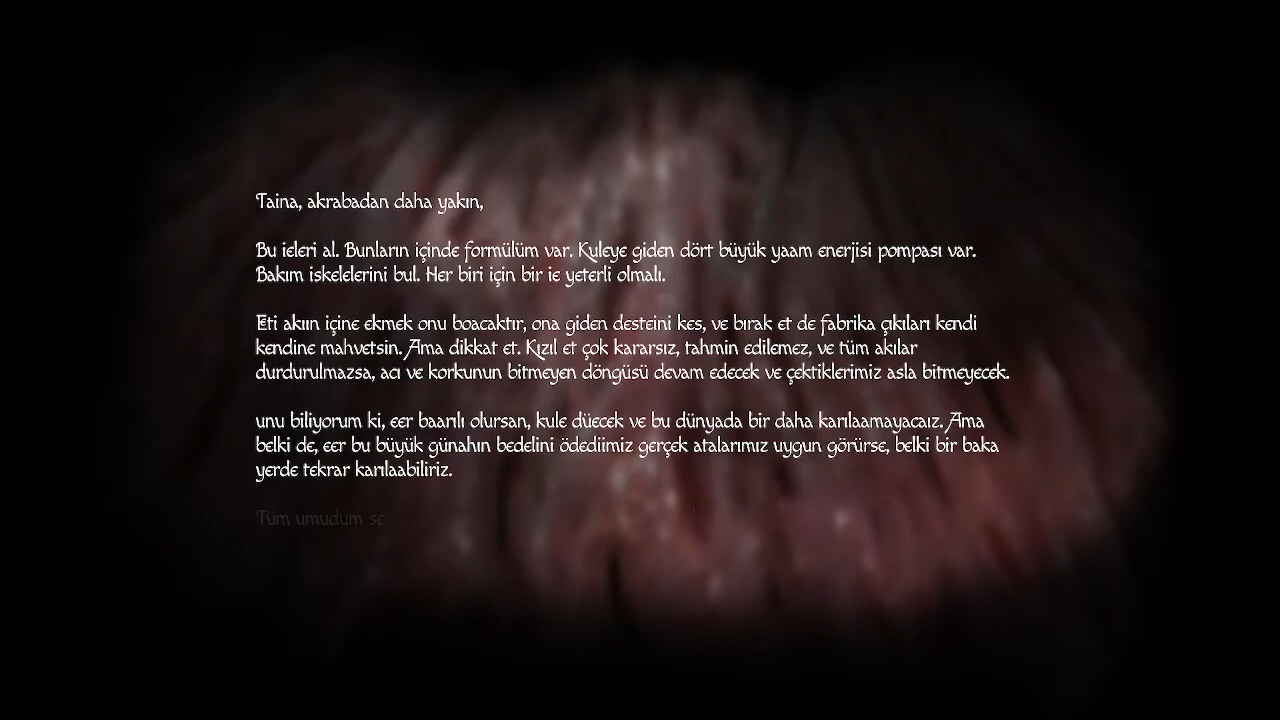 Taina, akrabadan daha yakın,
Bu ieleri al. Bunların içinde formülüm var. Kuleye giden dört büyük yaam enerjisi pompası var.
Bakım iskelelerini bul. Her biri için bir ie yeterli olmalı.
Eti akıın içine ekmek onu boacaktır, ona giden desteini kes, ve bırak et de fabrika çıkıları kendi
kendine mahvetsin. Ama dikkat et. Kızıl et çok kararsız, tahmin edilemez, ve tüm akılar
durdurulmazsa, acı ve korkunun bitmeyen döngüsü devam edecek ve çektiklerimiz asla bitmeyecek.
unu biliyorum ki, eer baarılı olursan, kule düecek ve bu dünyada bir daha karılaamayacaız. Ama
belki de, eer bu büyük günahın bedelini ödediimiz gerçek atalarımız uygun görürse, belki bir baka
yerde tekrar karılaabiliriz.
Tüm umudum se